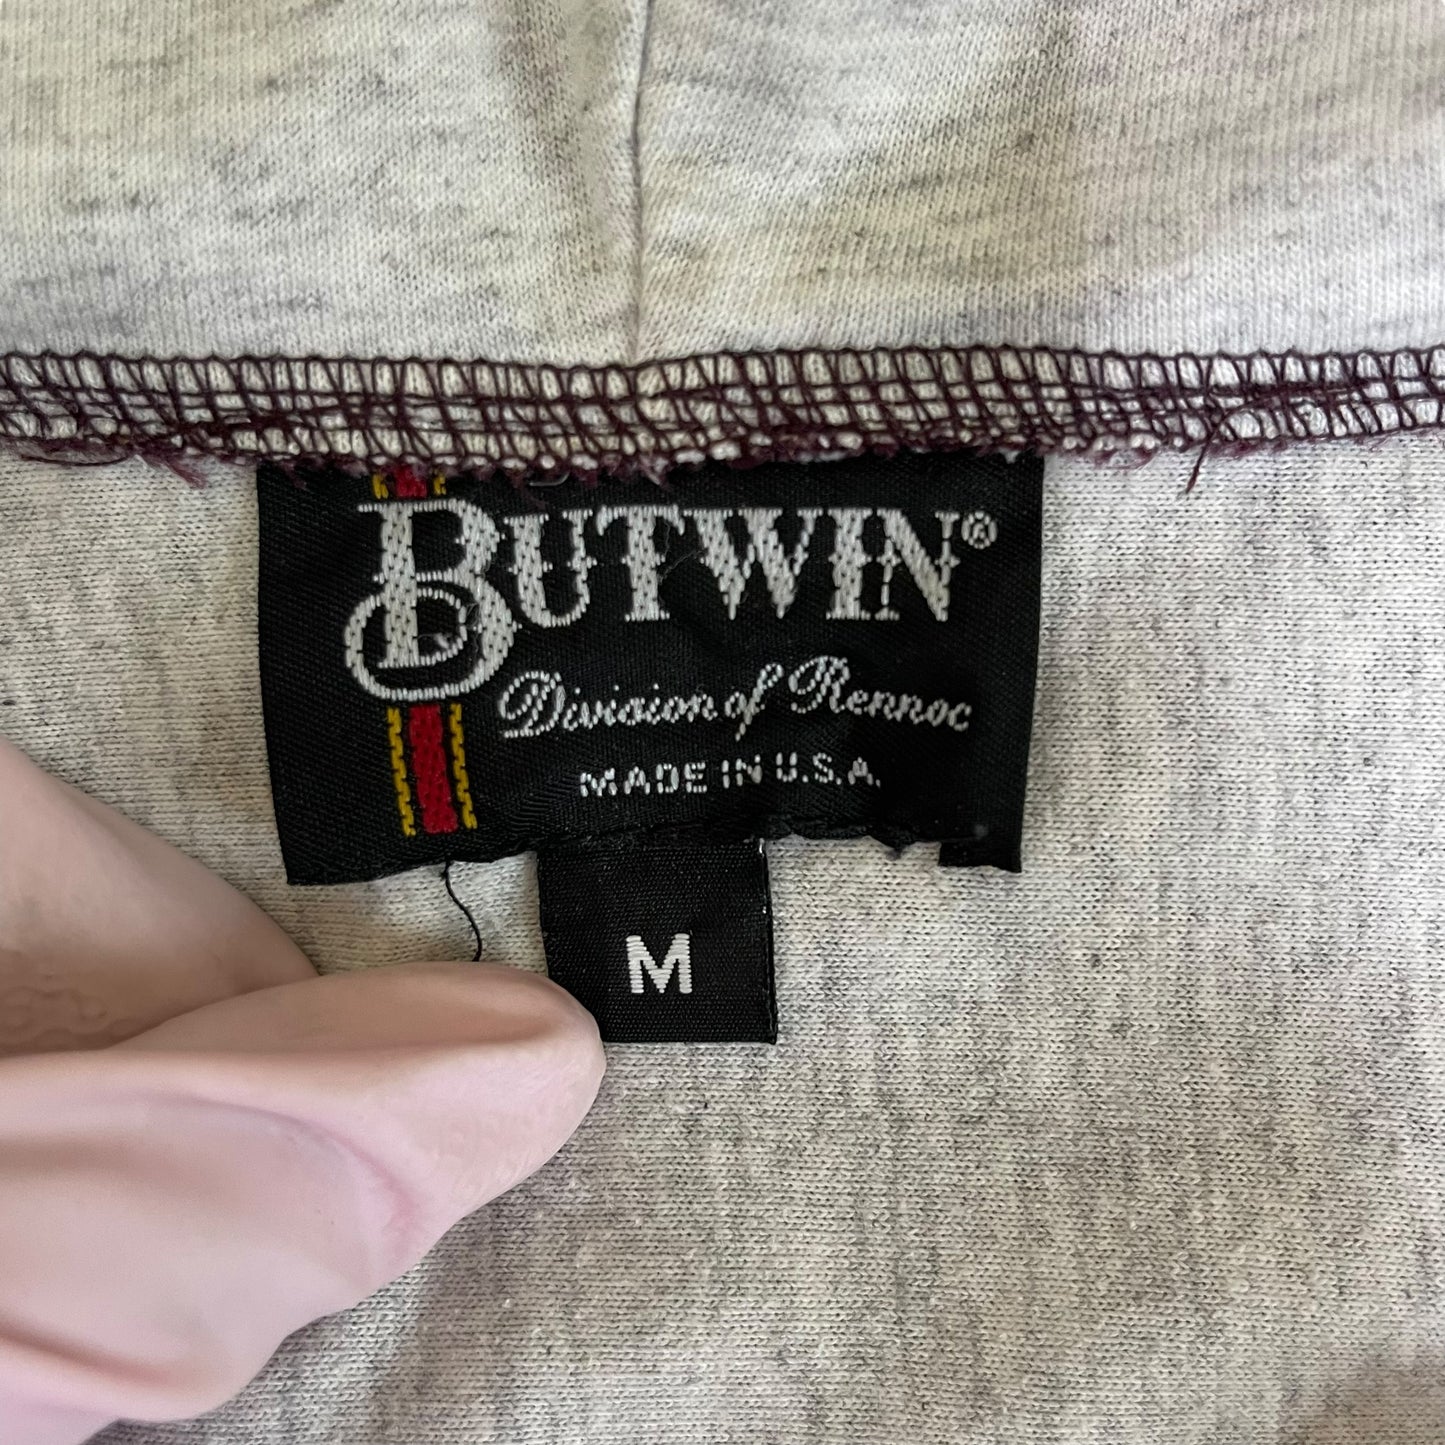 BUTWIN®
Division of Rennoc
MADE IN U.S.A.
M